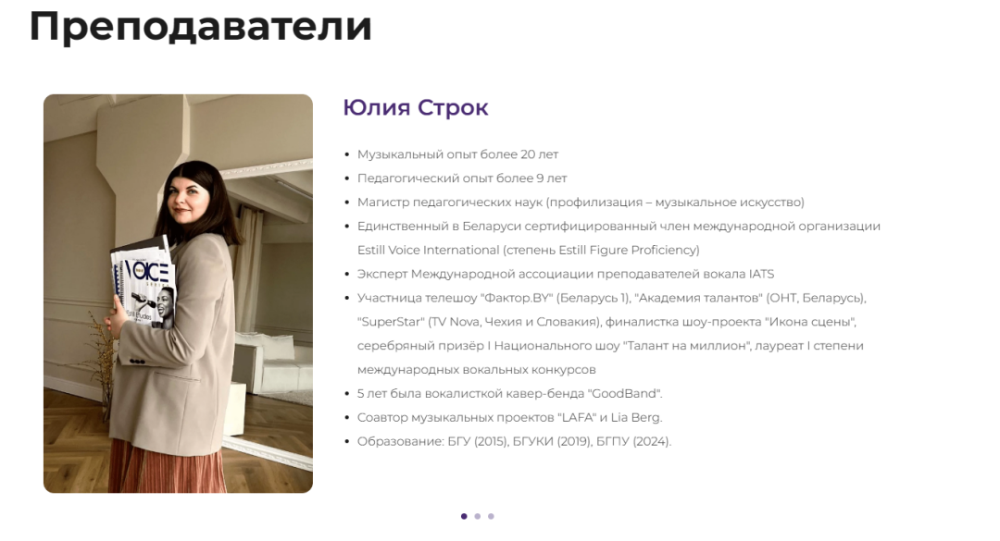 Преподаватели
Юлия Строк
Музыкальный опыт более 20 лет
Педагогический опыт более 9 лет
Магистр педагогических наук (профилизация – музыкальное искусство)
Единственный в Беларуси сертифицированный член международной организации
Estill Voice International (степень Estill Figure Proficiency)
Эксперт Международной ассоциации преподавателей вокала IATS
Участница телешоу "Фактор.BY" (Беларусь 1), "Академия талантов" (ОНТ, Беларусь),
"SuperStar" (TV Nova, Чехия и Словакия), финалистка шоу-проекта "Икона сцены",
серебряный призёр I Национального шоу "Талант на миллион", лауреат I степени
международных вокальных конкурсов
5 лет была вокалисткой кавер-бенда "GoodBand".
Соавтор музыкальных проектов "LAFA" и Lia Berg.
Образование: БГУ (2015), БГУКИ (2019), БГПУ (2024).
VOICE